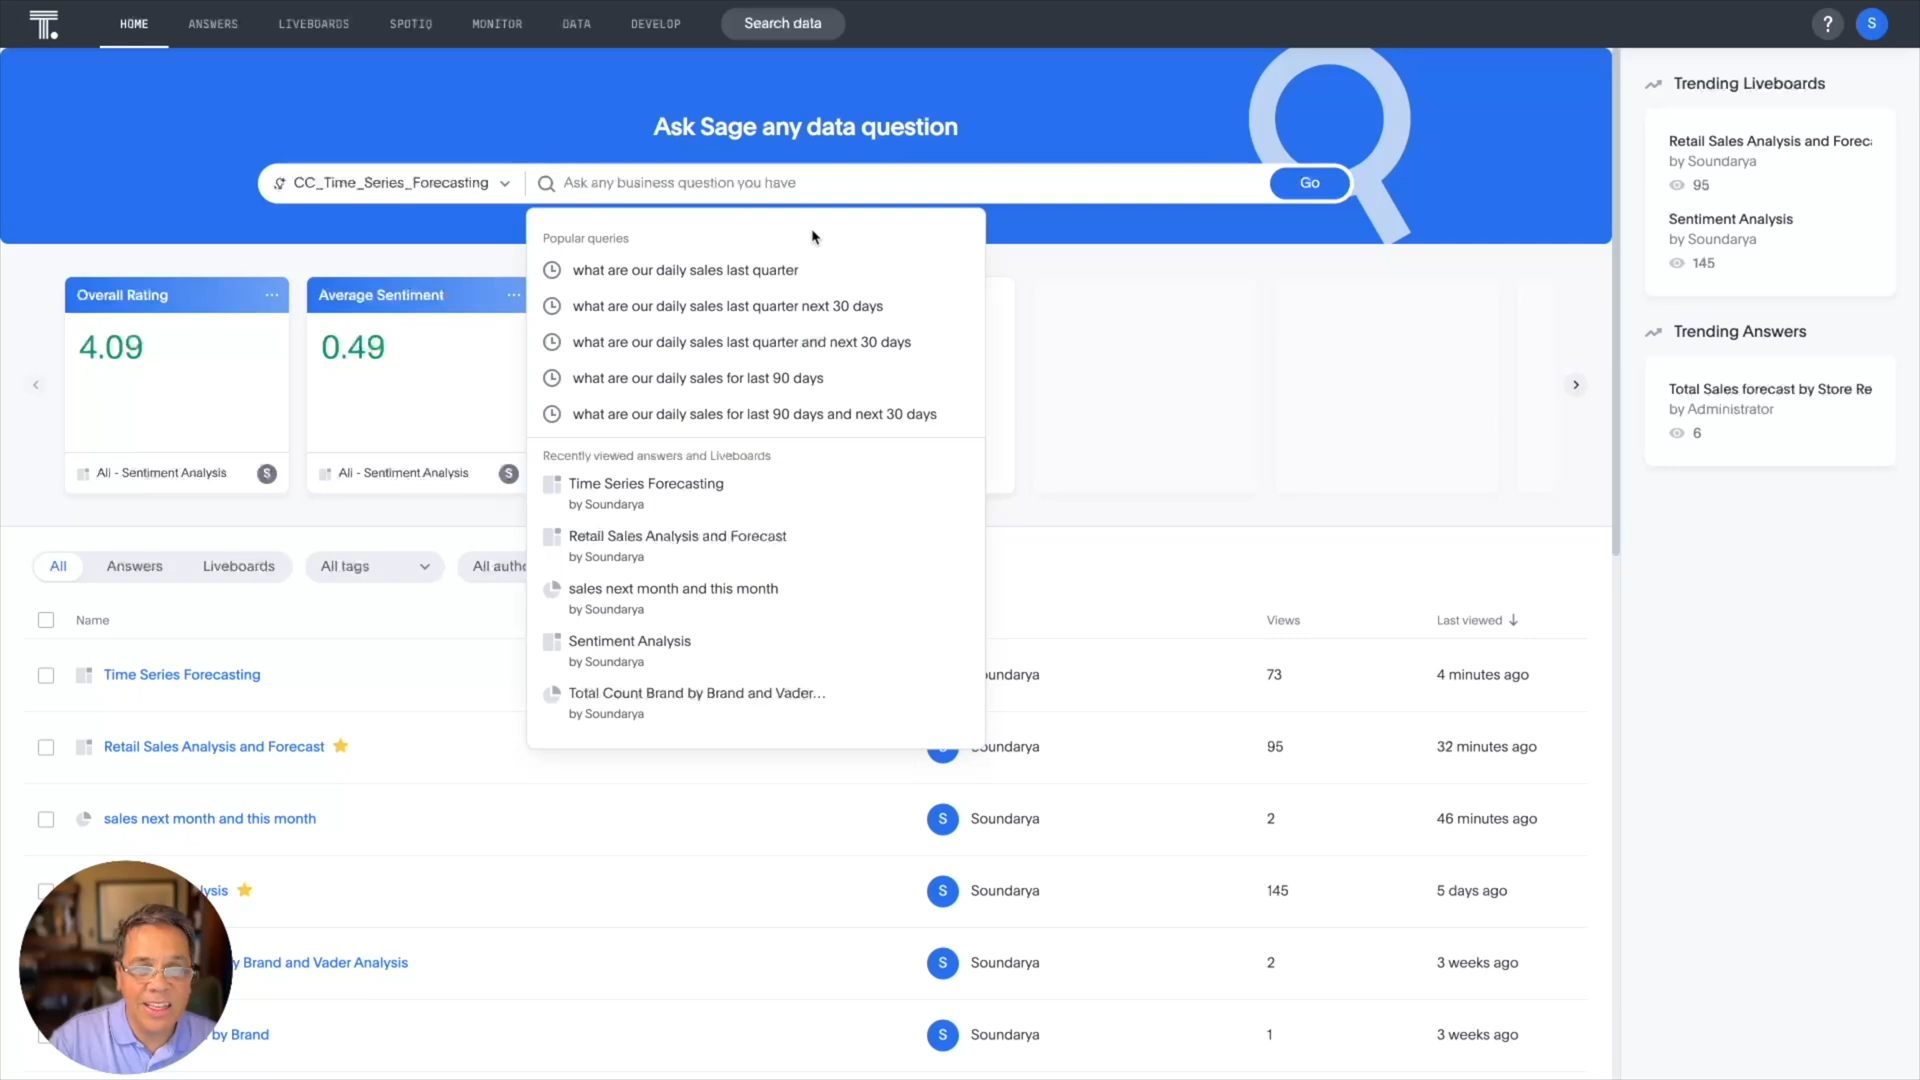 T.
HOME
ANSWERS
LIVEBOARDS
SPOTIQ
MONITOR
DATA
DEVELOP
Search data
?
S
Ask Sage any data question
CC_Time_Series_Forecasting
Ask any business question you have
Go
Popular queries
what are our daily sales last quarter
what are our daily sales last quarter next 30 days
what are our daily sales last quarter and next 30 days
what are our daily sales for last 90 days
what are our daily sales for last 90 days and next 30 days
Recently viewed answers and Liveboards
Time Series Forecasting
by Soundarya
Retail Sales Analysis and Forecast
by Soundarya
sales next month and this month
by Soundarya
Sentiment Analysis
by Soundarya
Total Count Brand by Brand and Vader...
by Soundarya
Overall Rating
4.09
Ali - Sentiment Analysis
S
Average Sentiment
0.49
Ali - Sentiment Analysis
S
All
Answers
Liveboards
All tags
All autho
Name
Views
Last viewed
Time Series Forecasting
undarya
73
4 minutes ago
Retail Sales Analysis and Forecast
Soundarya
95
32 minutes ago
sales next month and this month
S
Soundarya
2
46 minutes ago
lysis
S
Soundarya
145
5 days ago
y Brand and Vader Analysis
S
Soundarya
2
3 weeks ago
by Brand
S
Soundarya
1
3 weeks ago
Trending Liveboards
Retail Sales Analysis and Foreca
by Soundarya
95
Sentiment Analysis
by Soundarya
145
Trending Answers
Total Sales forecast by Store Re
by Administrator
6